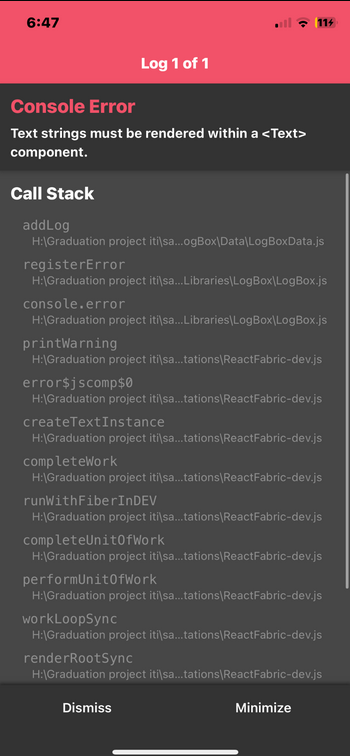 6:47
11
Log 1 of 1
Console Error
Text strings must be rendered within a <Text>
component.
Call Stack
addLog
H:\Graduation project iti\sa...ogBox\Data\LogBoxData.js
registerError
H:\Graduation project iti\sa...Libraries\LogBox\LogBox.js
console.error
H:\Graduation project iti\sa...Libraries\LogBox\LogBox.js
printWarning
H:\Graduation project iti\sa...tations\ReactFabric-dev.js
error$jscomp$0
H:\Graduation project iti\sa...tations\ReactFabric-dev.js
createTextInstance
H:\Graduation project iti\sa...tations\ReactFabric-dev.js
completeWork
H:\Graduation project iti\sa...tations\ReactFabric-dev.js
runWithFiberInDEV
H:\Graduation project iti\sa...tations\ReactFabric-dev.js
completeUnitOfWork
H:\Graduation project iti\sa...tations\ReactFabric-dev.js
performUnitOfWork
H:\Graduation project iti\sa...tations\ReactFabric-dev.js
workLoopSync
H:\Graduation project iti\sa...tations\ReactFabric-dev.js
renderRootSync
H:\Graduation project iti\sa...tations\ReactFabric-dev.js
Dismiss Minimize